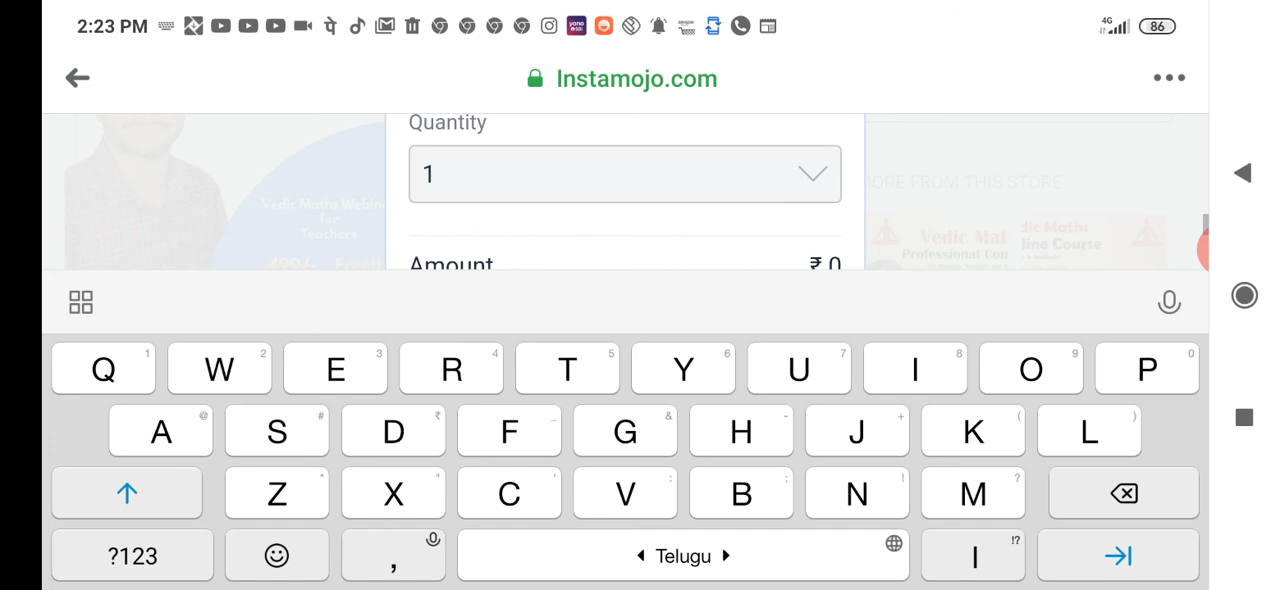 2:23 PM
4G
86
Instamojo.com
Quantity
1
Amount
₹ 0
Vedic Maths Webin
for
Teachers
MORE FROM THIS STORE
Vedic Mat
Professional Con
dic Maths
line Course
Q 1 W 2 E 3 R 4 T 5 Y 6 U 7 I 8 O 9 P 0
A @ S # D ₹ F _ G & H - J + K ( L )
Z * X " C ' V : B ; N ! M ?
?123 , Telugu | !?